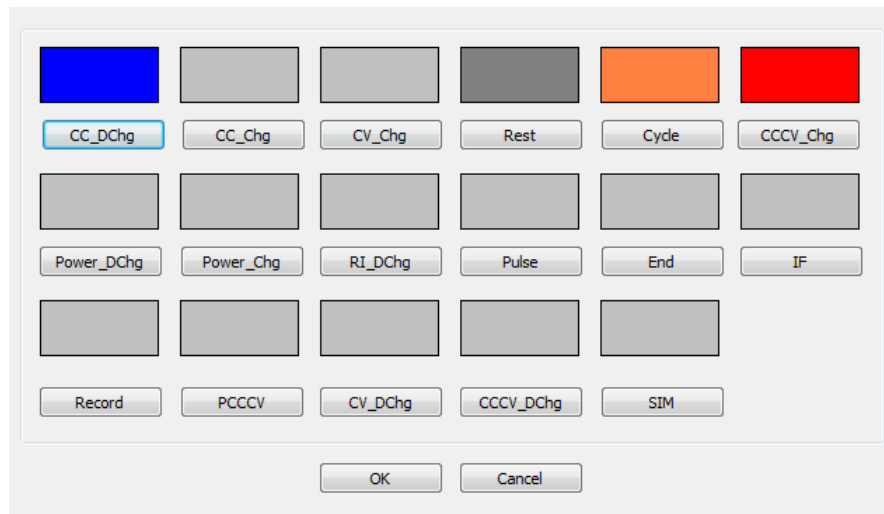 CC_DChg CC_Chg CV_Chg Rest Cycle CCCV_Chg
Power_DChg Power_Chg RI_DChg Pulse End IF
Record PCCCV CV_DChg CCCV_DChg SIM
OK Cancel